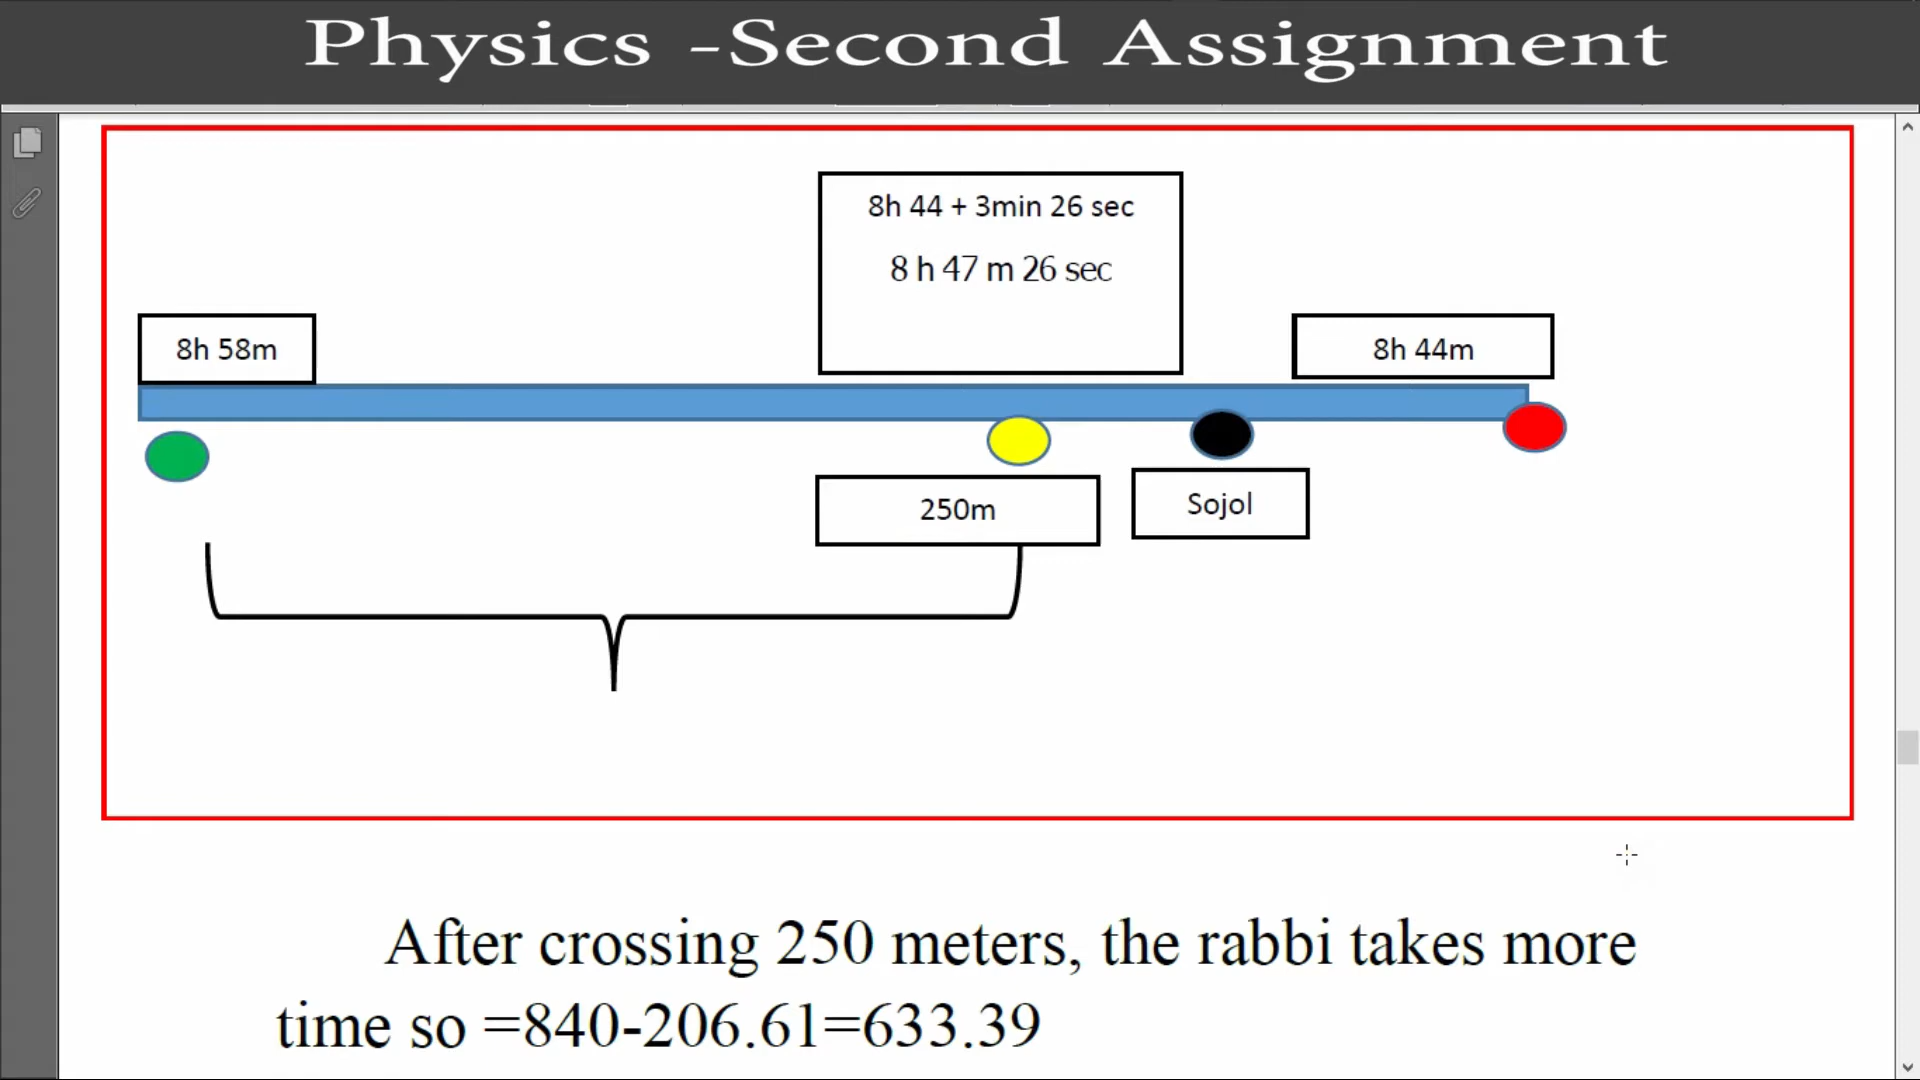 Physics -Second Assignment
8h 44 + 3min 26 sec
8 h 47 m 26 sec
8h 58m
8h 44m
250m
Sojol
After crossing 250 meters, the rabbi takes more
time so =840-206.61=633.39